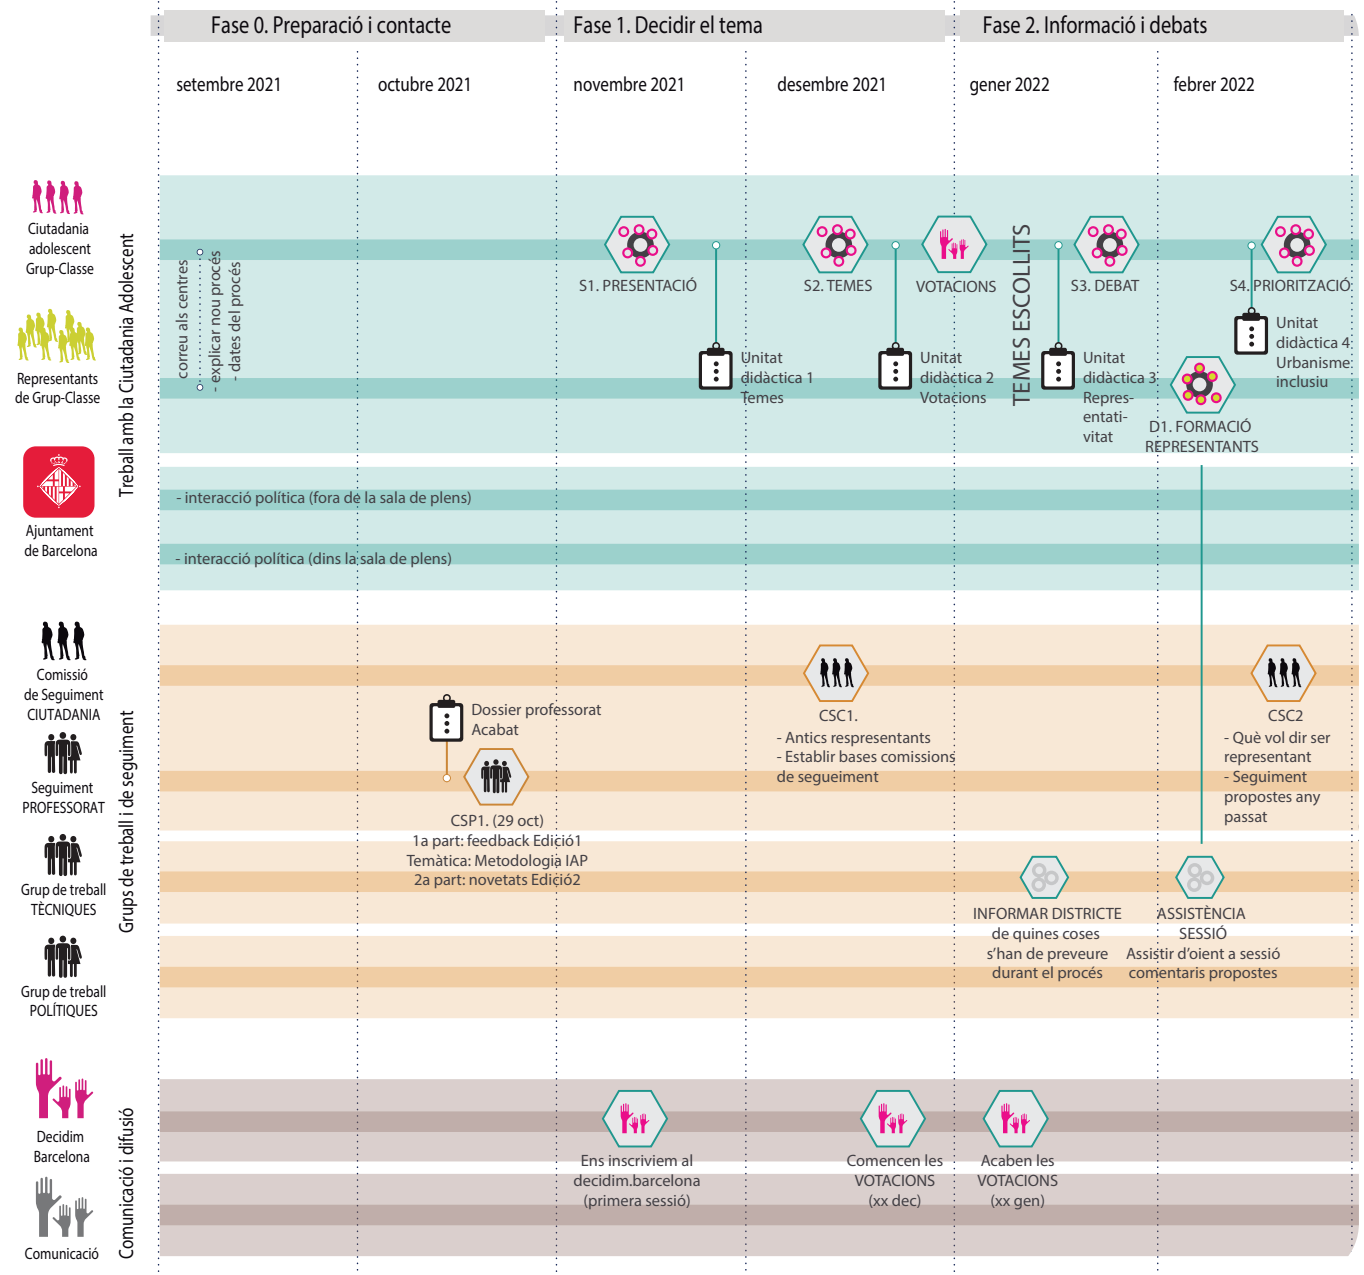 Fase 0. Preparació i contacte
Fase 1. Decidir el tema
Fase 2. Informació i debats
setembre 2021
octubre 2021
novembre 2021
desembre 2021
gener 2022
febrer 2022
Treball amb la Ciutadania Adolescent
Ciutadania
adolescent
Grup-Classe
Representants
de Grup-Classe
Ajuntament
de Barcelona
correu als centres
- explicar nou procés
- dates del procés
S1. PRESENTACIÓ
S2. TEMES
VOTACIONS
TEMES ESCOLLITS
S3. DEBAT
S4. PRIORITZACIÓ
Unitat
didàctica 1
Temes
Unitat
didàctica 2
Votacions
Unitat
didàctica 3
Repres-
entati-
vitat
Unitat
didàctica 4
Urbanisme
inclusiu
D1. FORMACIÓ
REPRESENTANTS
- interacció política (fora de la sala de plens)
- interacció política (dins la sala de plens)
Grups de treball i de seguiment
Comissió
de Seguiment
CIUTADANIA
Seguiment
PROFESSORAT
Grup de treball
TÈCNIQUES
Grup de treball
POLÍTIQUES
Dossier professorat
Acabat
CSP1. (29 oct)
1a part: feedback Edició1
Temàtica: Metodologia IAP
2a part: novetats Edició2
CSC1.
- Antics respresentants
- Establir bases comissions
de segueiment
CSC2
- Què vol dir ser
representant
- Seguiment
propostes any
passat
INFORMAR DISTRICTE
de quines coses
s'han de preveure
durant el procés
ASSISTÈNCIA
SESSIÓ
Assistir d'oient a sessió
comentaris propostes
Comunicació i difusió
Decidim
Barcelona
Comunicació
Ens inscriviem al
decidim.barcelona
(primera sessió)
Comencen les
VOTACIONS
(xx dec)
Acaben les
VOTACIONS
(xx gen)